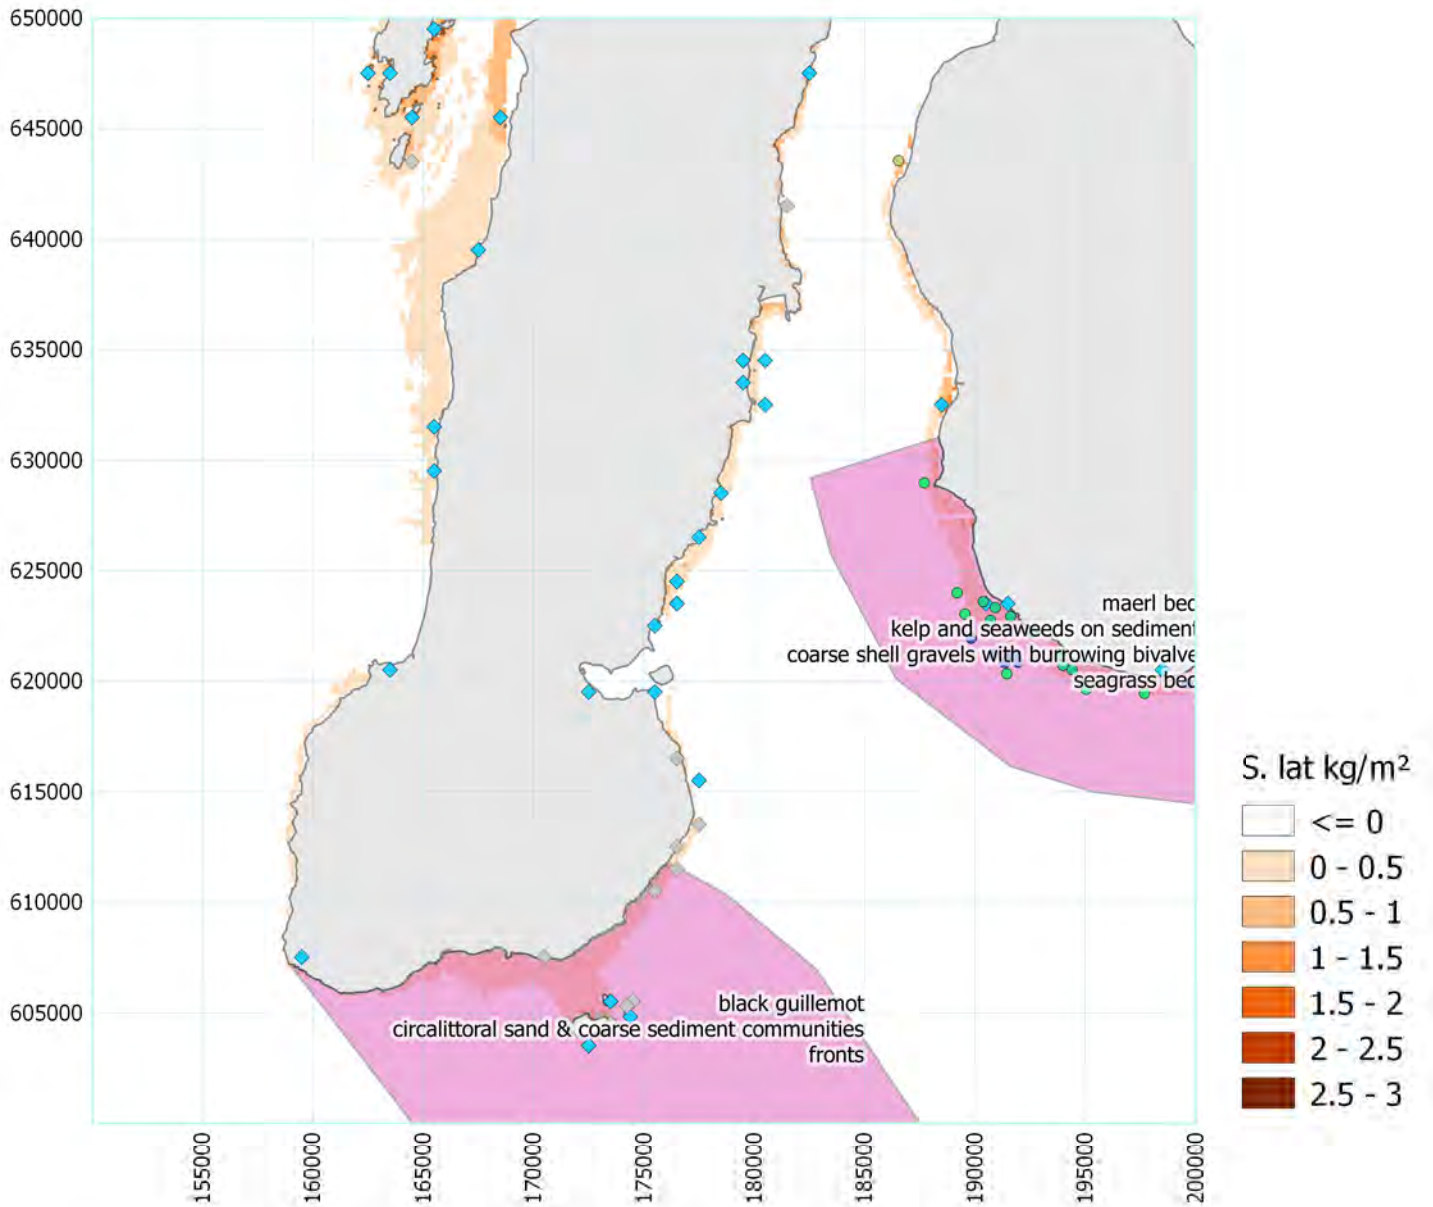 650000
645000
640000
635000
630000
625000
620000
615000
610000
605000
maerl bed
kelp and seaweeds on sediment
coarse shell gravels with burrowing bivalve
seagrass bed
black guillemot
circalittoral sand & coarse sediment communities
fronts
S. lat kg/m²
<= 0
0 - 0.5
0.5 - 1
1 - 1.5
1.5 - 2
2 - 2.5
2.5 - 3
155000
160000
165000
170000
175000
180000
185000
190000
195000
200000